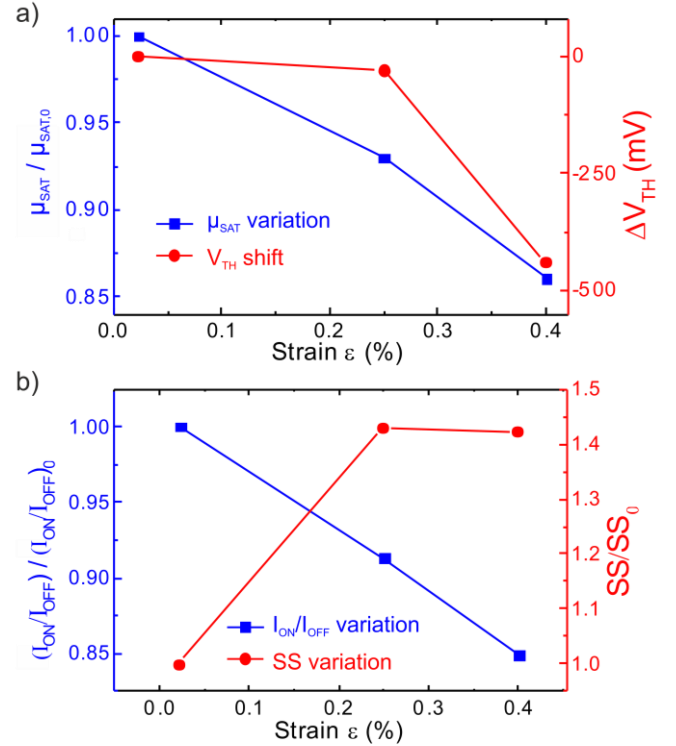 a)
1.00
0.95
0.90
0.85
μSAT / μSAT,0
0
-250
-500
ΔVTH (mV)
μSAT variation
VTH shift
0.0 0.1 0.2 0.3 0.4
Strain ε (%)
b)
1.00
0.95
0.90
0.85
(ION/IOFF) / (ION/IOFF)0
1.5
1.4
1.3
1.2
1.1
1.0
SS/SS0
ION/IOFF variation
SS variation
0.0 0.1 0.2 0.3 0.4
Strain ε (%)